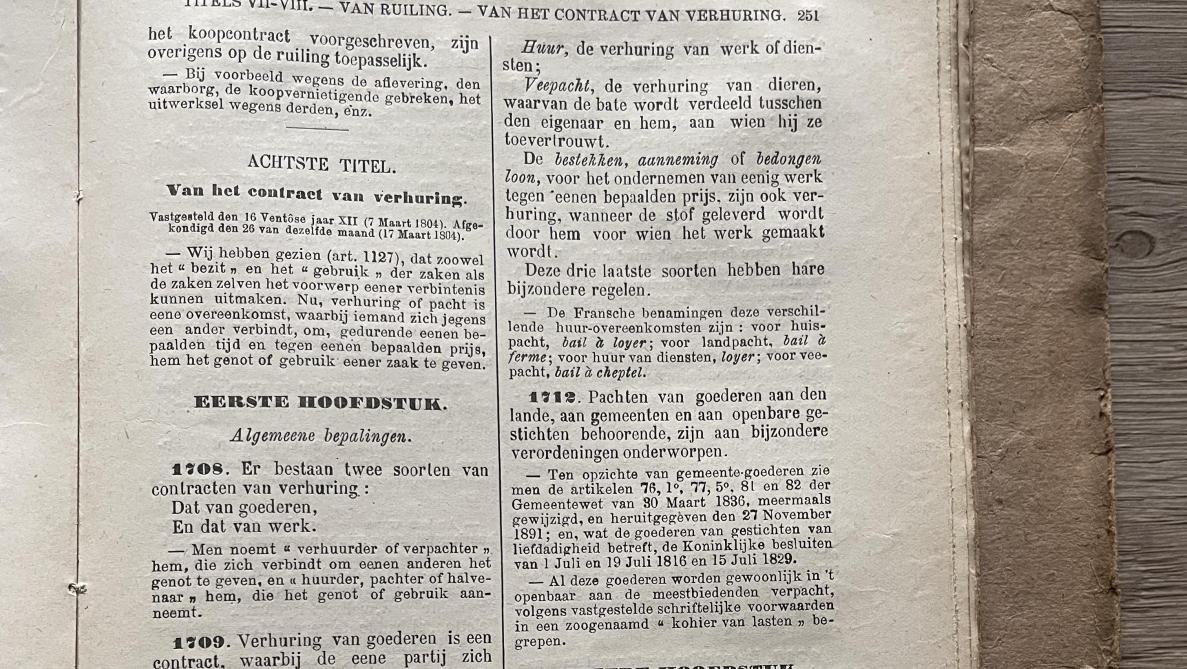 TITELS VII-VIII. — VAN RUILING. — VAN HET CONTRACT VAN VERHURING. 251
het koopcontract voorgeschreven, zijn
overigens op de ruiling toepasselijk.
— Bij voorbeeld wegens de aflevering, den
waarborg, de koopvernietigende gebreken, het
uitwerksel wegens derden, enz.
ACHTSTE TITEL.
Van het contract van verhuring.
Vastgesteld den 16 Ventôse jaar XII (7 Maart 1804). Afge-
kondigd den 26 van dezelfde maand (17 Maart 1804).
— Wij hebben gezien (art. 1127), dat zoowel
het “ bezit „ en het “ gebruik „ der zaken als
de zaken zelven het voorwerp eener verbintenis
kunnen uitmaken. Nu, verhuring of pacht is
eene overeenkomst, waarbij iemand zich jegens
een ander verbindt, om, gedurende eenen be-
paalden tijd en tegen eenen bepaalden prijs,
hem het genot of gebruik eener zaak te geven.
EERSTE HOOFDSTUK.
Algemeene bepalingen.
1708. Er bestaan twee soorten van
contracten van verhuring :
Dat van goederen,
En dat van werk.
— Men noemt “ verhuurder of verpachter „
hem, die zich verbindt om eenen anderen het
genot te geven, en “ huurder, pachter of halve-
naar „ hem, die het genot of gebruik aan-
neemt.
1709. Verhuring van goederen is een
contract, waarbij de eene partij zich
Huur, de verhuring van werk of dien-
sten;
Veepacht, de verhuring van dieren,
waarvan de bate wordt verdeeld tusschen
den eigenaar en hem, aan wien hij ze
toevertrouwt.
De bestekken, aanneming of bedongen
loon, voor het ondernemen van eenig werk
tegen eenen bepaalden prijs, zijn ook ver-
huring, wanneer de stof geleverd wordt
door hem voor wien het werk gemaakt
wordt.
Deze drie laatste soorten hebben hare
bijzondere regelen.
— De Fransche benamingen dezer verschil-
lende huur-overeenkomsten zijn : voor huis-
pacht, bail à loyer; voor landpacht, bail à
ferme; voor huur van diensten, loyer; voor vee-
pacht, bail à cheptel.
1712. Pachten van goederen aan den
lande, aan gemeenten en aan openbare ge-
stichten behoorende, zijn aan bijzondere
verordeningen onderworpen.
— Ten opzichte van gemeente-goederen zie
men de artikelen 76, 1º, 77, 5º, 81 en 82 der
Gemeentewet van 30 Maart 1836, meermaals
gewijzigd, en heruitgegeven den 27 November
1891; en, wat de goederen van gestichten van
liefdadigheid betreft, de Koninklijke besluiten
van 1 Juli en 19 Juli 1816 en 15 Juli 1829.
— Al deze goederen worden gewoonlijk in 't
openbaar aan de meestbiedenden verpacht,
volgens vastgestelde schriftelijke voorwaarden
in een zoogenaamd “ kohier van lasten „ be-
grepen.
HOOFDSTUK